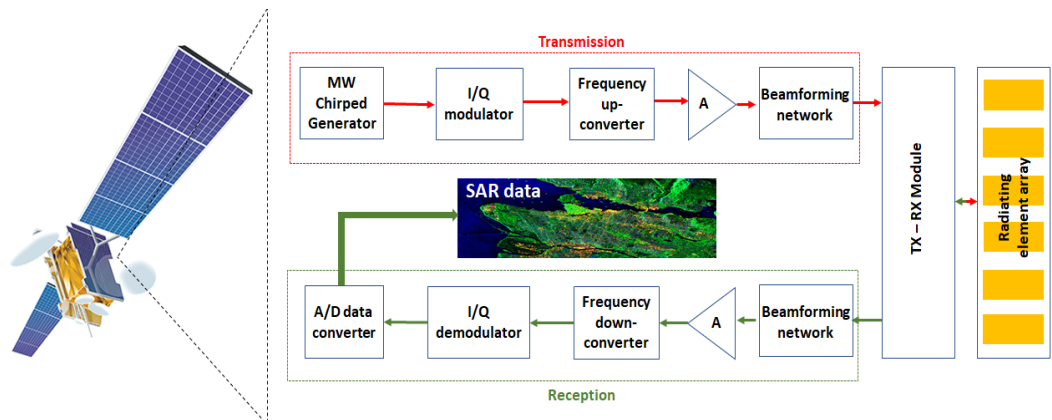 Transmission
MW
Chirped
Generator
I/Q
modulator
Frequency
up-
converter
A
Beamforming
network
TX – RX Module
Radiating
element array
SAR data
A/D data
converter
I/Q
demodulator
Frequency
down-
converter
A
Beamforming
network
Reception